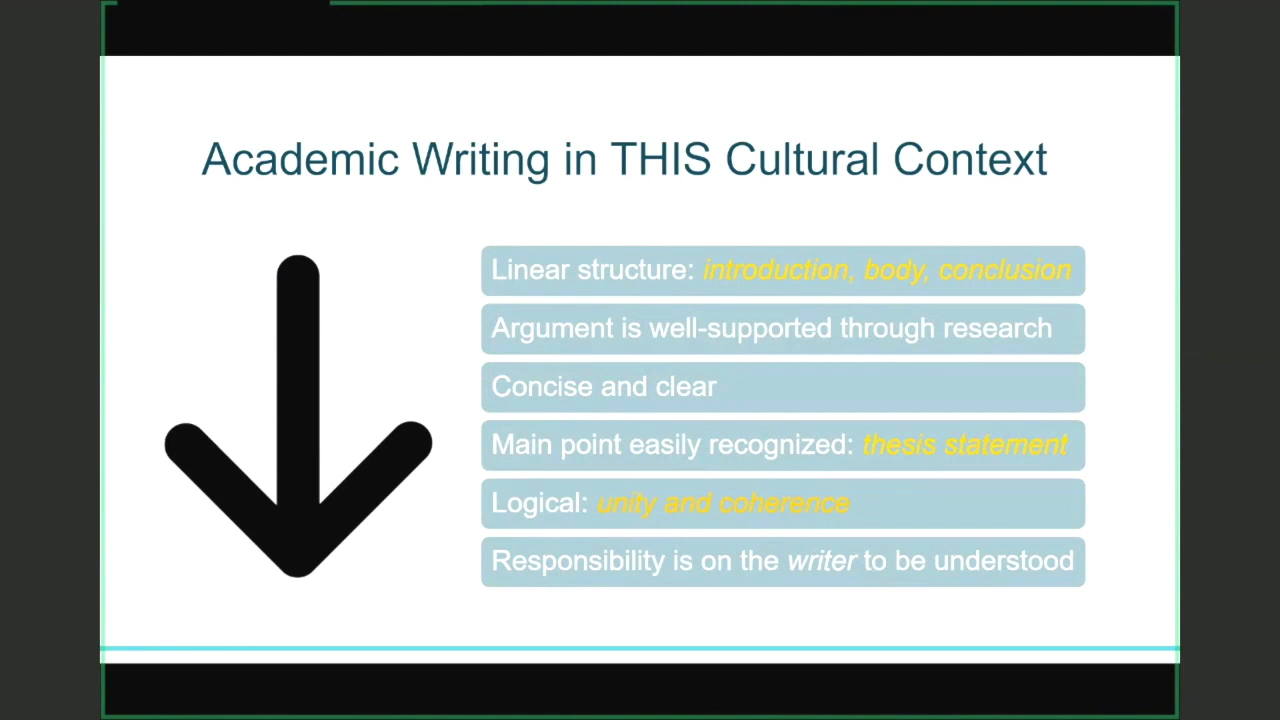 Academic Writing in THIS Cultural Context
Linear structure: introduction, body, conclusion
Argument is well-supported through research
Concise and clear
Main point easily recognized: thesis statement
Logical: unity and coherence
Responsibility is on the writer to be understood